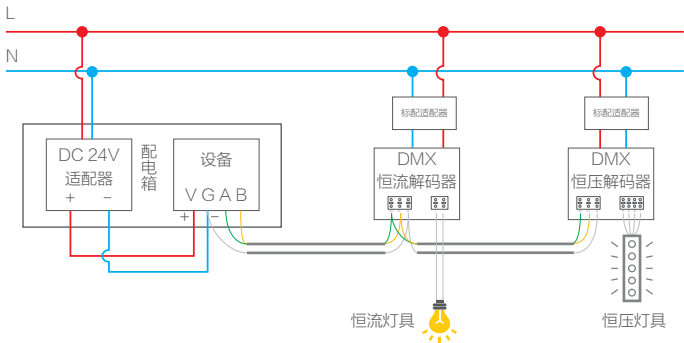 L
N
标配适配器
标配适配器
DC 24V
适配器
+ −
配电箱
设备
V G A B
+ −
DMX
恒流解码器
DMX
恒压解码器
恒流灯具
恒压灯具